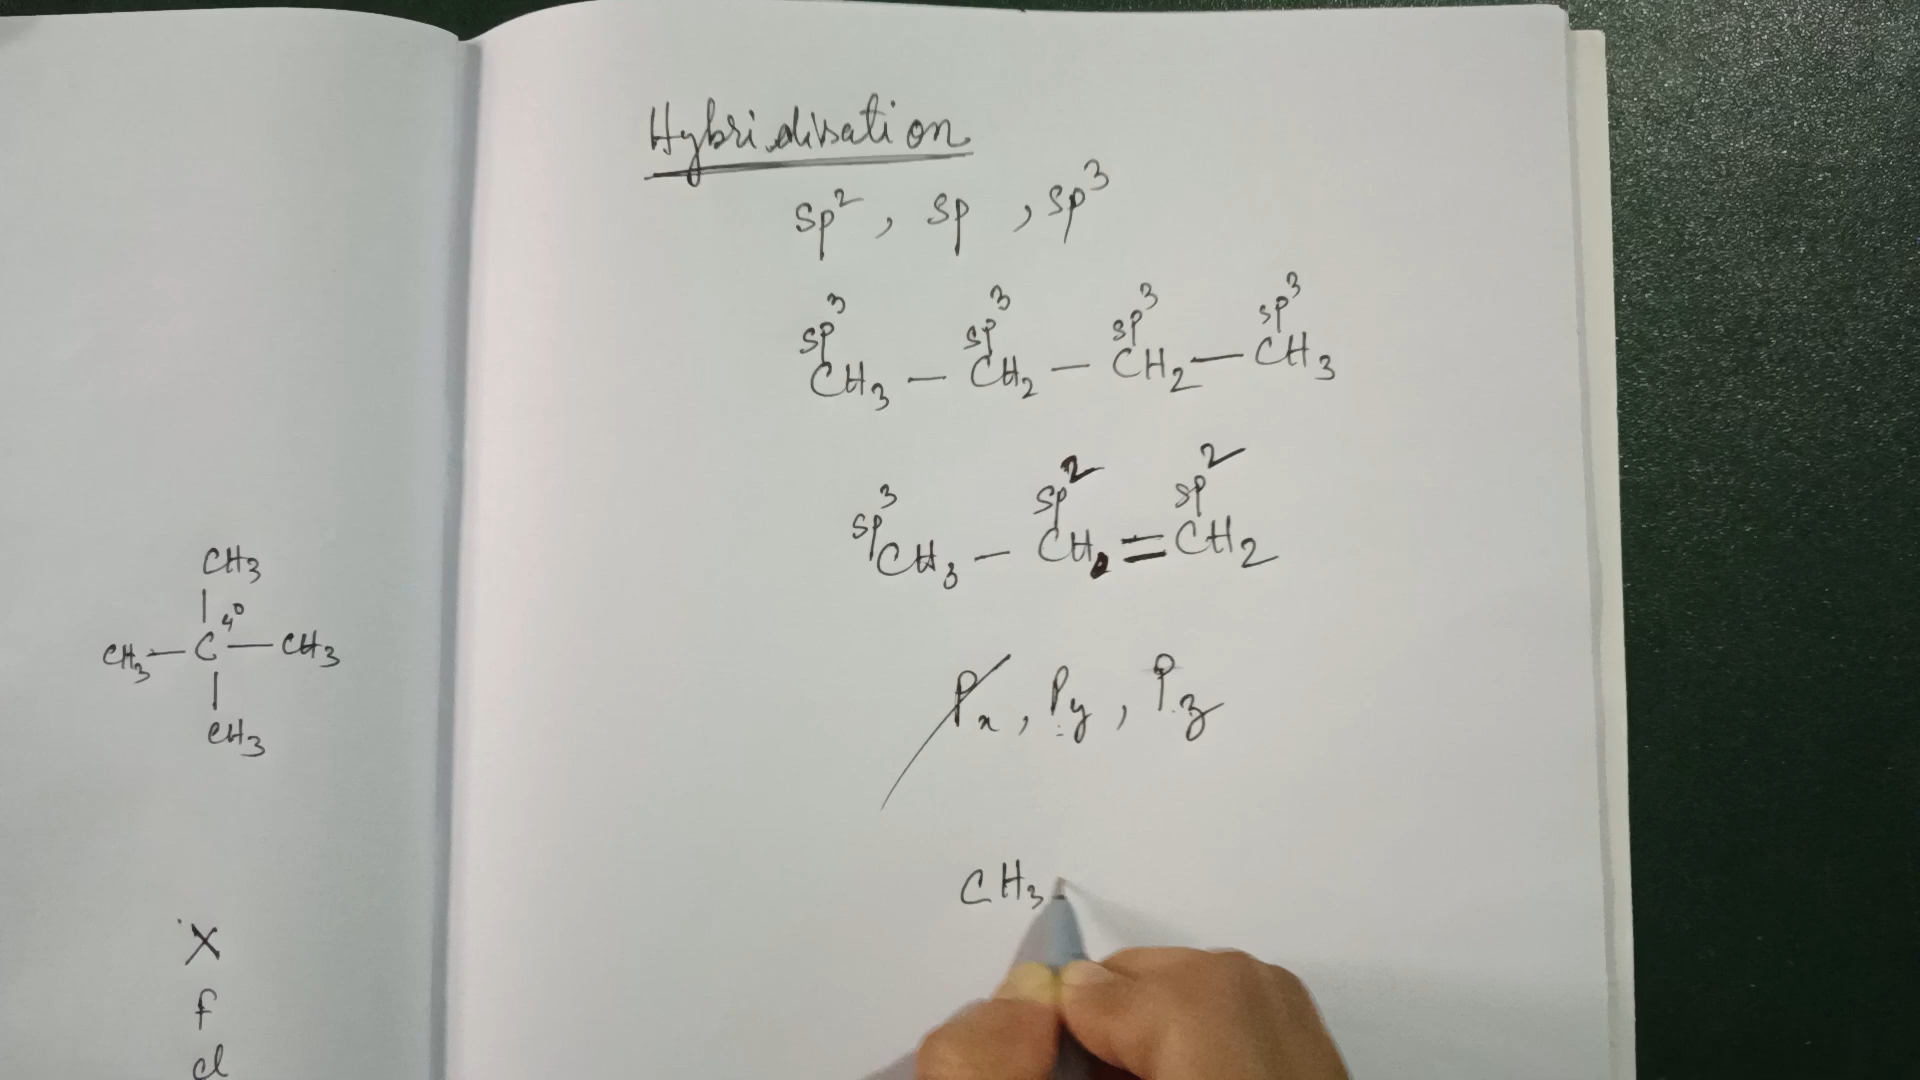 CH3
|
4°
CH3 — C — CH3
|
CH3
X
f
cl
Hybridisation
Sp², sp, sp³
sp³ sp³ sp³ sp³
CH3 — CH2 — CH2 — CH3
sp³ sp² sp²
CH3 — CH = CH2
Px, Py, Pz
CH3